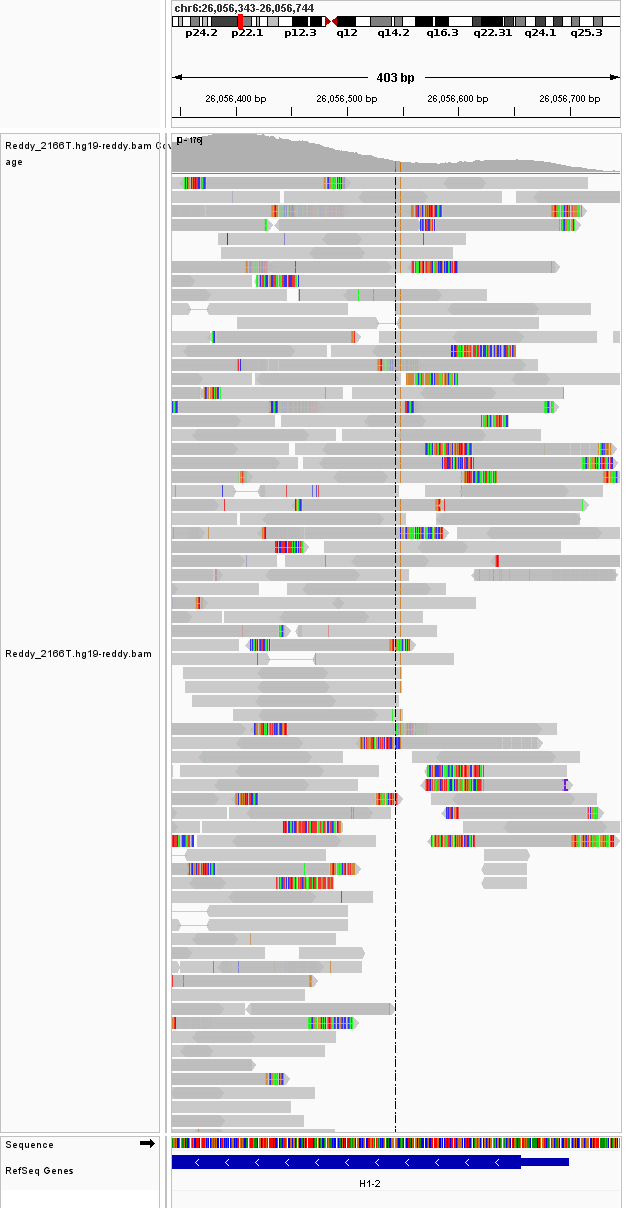 chr6:26,056,343-26,056,744
p24.2 p22.1 p12.3 q12 q14.2 q16.3 q22.31 q24.1 q25.3
403 bp
26,056,400 bp 26,056,500 bp 26,056,600 bp 26,056,700 bp
Reddy_2166T.hg19-reddy.bam Cov
age
Reddy_2166T.hg19-reddy.bam
Sequence
RefSeq Genes
H1-2